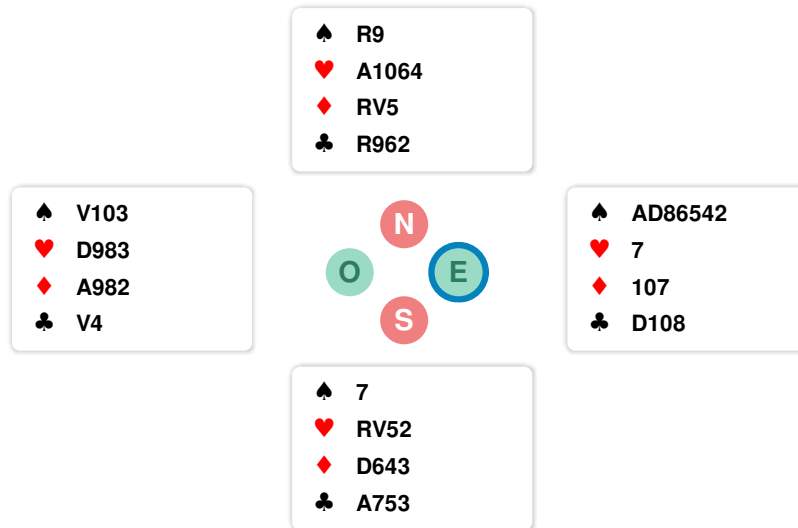 ♠ R9
♥ A1064
♦ RV5
♣ R962
♠ V103
♥ D983
♦ A982
♣ V4
N
O E
S
♠ AD86542
♥ 7
♦ 107
♣ D108
♠ 7
♥ RV52
♦ D643
♣ A753